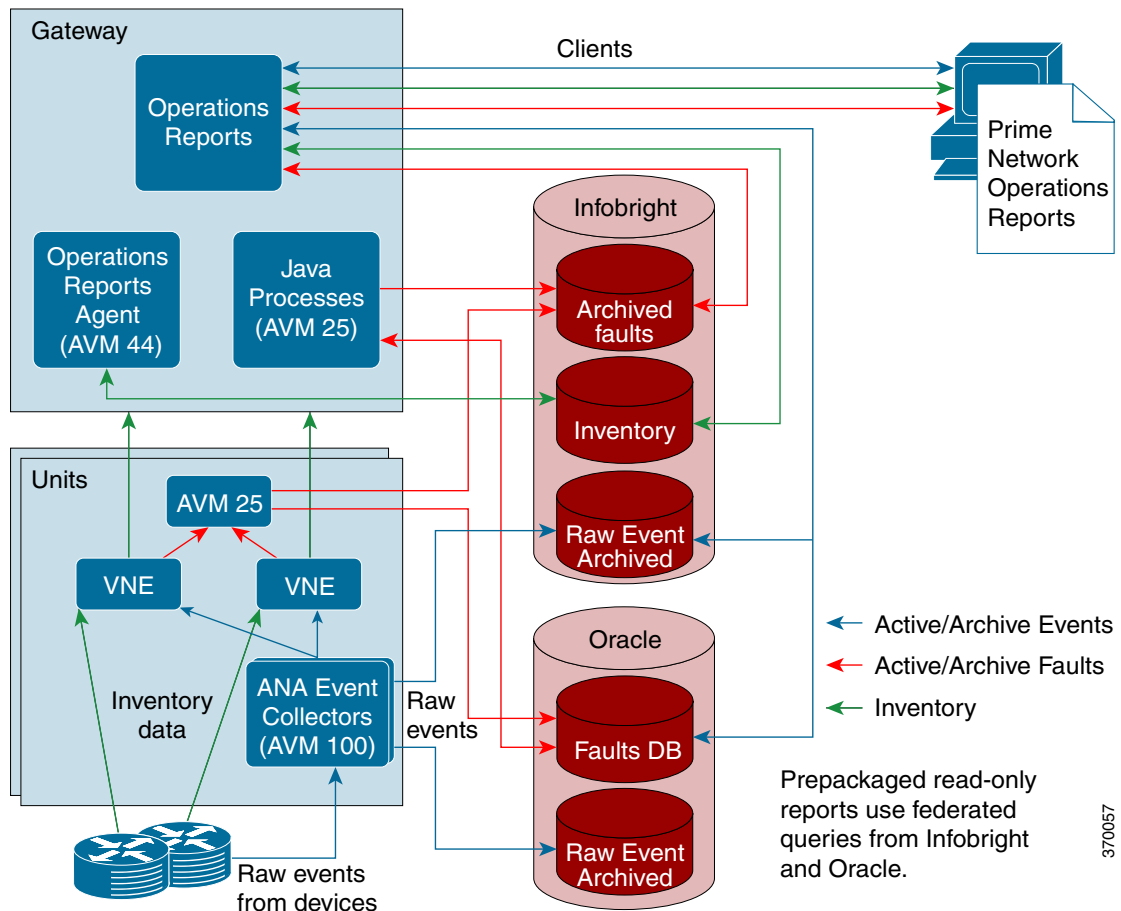 Gateway
Clients
Operations
Reports
Prime
Network
Operations
Reports
Infobright
Operations
Reports
Agent
(AVM 44)
Java
Processes
(AVM 25)
Archived
faults
Inventory
Units
AVM 25
Raw Event
Archived
VNE
VNE
Oracle
Active/Archive Events
Active/Archive Faults
Inventory
Inventory
data
ANA Event
Collectors
(AVM 100)
Raw
events
Faults DB
Prepackaged read-only
reports use federated
queries from Infobright
and Oracle.
Raw Event
Archived
Raw events
from devices
370057